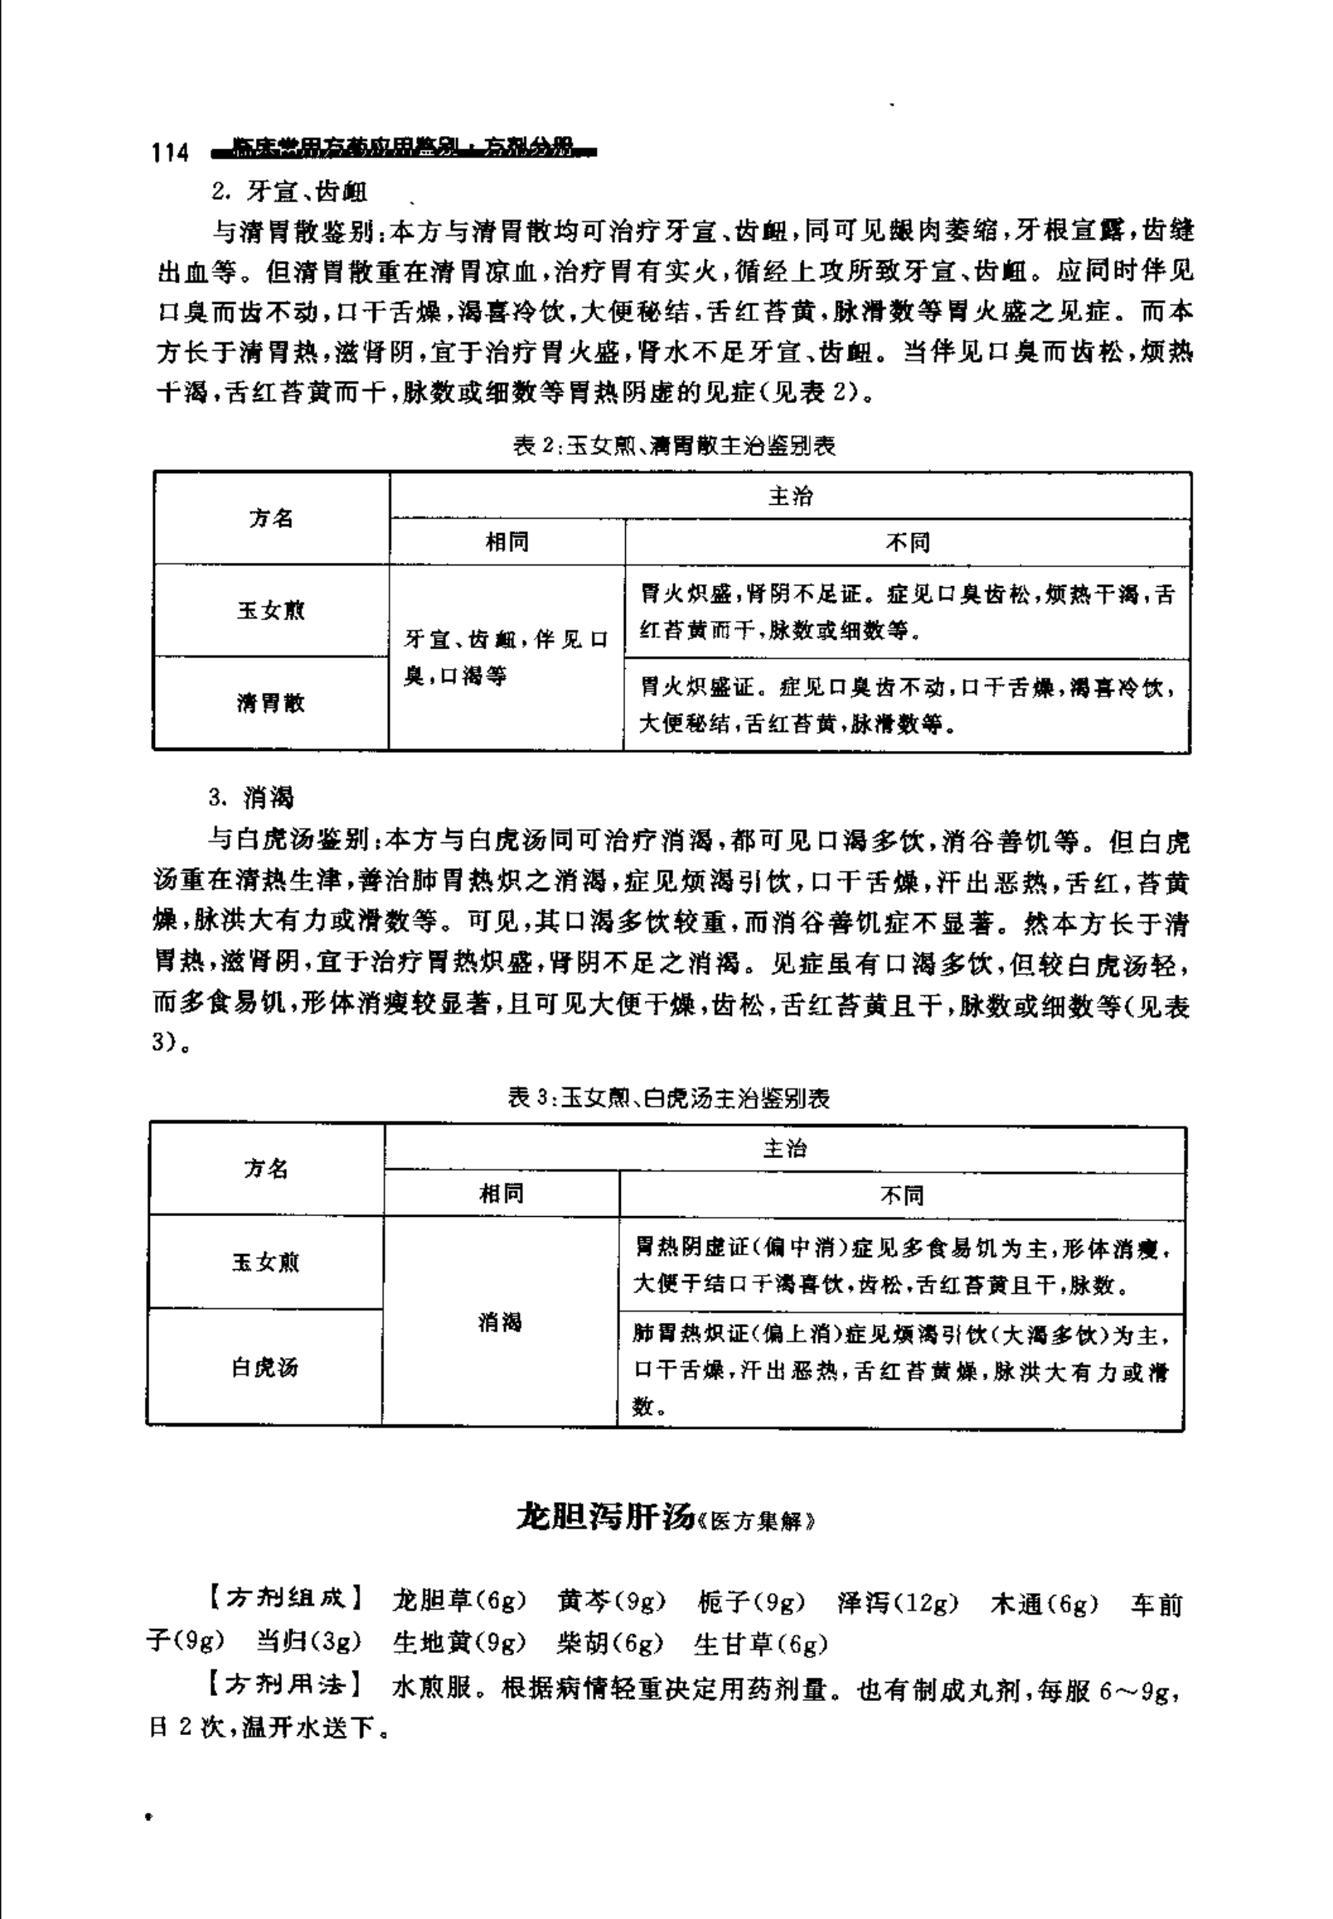 114 临床常用方药应用鉴别·方剂分册
2. 牙宣、齿衄
与清胃散鉴别:本方与清胃散均可治疗牙宣、齿衄,同可见龈肉萎缩,牙根宣露,齿缝
出血等。但清胃散重在清胃凉血,治疗胃有实火,循经上攻所致牙宣、齿衄。应同时伴见
口臭而齿不动,口干舌燥,渴喜冷饮,大便秘结,舌红苔黄,脉滑数等胃火盛之见症。而本
方长于清胃热,滋肾阴,宜于治疗胃火盛,肾水不足牙宣、齿衄。当伴见口臭而齿松,烦热
干渴,舌红苔黄而干,脉数或细数等胃热阴虚的见症(见表 2)。
表 2:玉女煎、清胃散主治鉴别表
方名
主治
相同
不同
玉女煎
牙宣、齿衄,伴见口
臭,口渴等
胃火炽盛,肾阴不足证。症见口臭齿松,烦热干渴,舌
红苔黄而干,脉数或细数等。
清胃散
胃火炽盛证。症见口臭齿不动,口干舌燥,渴喜冷饮,
大便秘结,舌红苔黄,脉滑数等。
3. 消渴
与白虎汤鉴别:本方与白虎汤同可治疗消渴,都可见口渴多饮,消谷善饥等。但白虎
汤重在清热生津,善治肺胃热炽之消渴,症见烦渴引饮,口干舌燥,汗出恶热,舌红,苔黄
燥,脉洪大有力或滑数等。可见,其口渴多饮较重,而消谷善饥症不显著。然本方长于清
胃热,滋肾阴,宜于治疗胃热炽盛,肾阴不足之消渴。见症虽有口渴多饮,但较白虎汤轻,
而多食易饥,形体消瘦较显著,且可见大便干燥,齿松,舌红苔黄且干,脉数或细数等(见表
3)。
表 3:玉女煎、白虎汤主治鉴别表
方名
主治
相同
不同
玉女煎
消渴
胃热阴虚证(偏中消)症见多食易饥为主,形体消瘦,
大便干结口干渴喜饮,齿松,舌红苔黄且干,脉数。
白虎汤
肺胃热炽证(偏上消)症见烦渴引饮(大渴多饮)为主,
口干舌燥,汗出恶热,舌红苔黄燥,脉洪大有力或滑
数。
龙胆泻肝汤《医方集解》
【方剂组成】 龙胆草(6g) 黄芩(9g) 栀子(9g) 泽泻(12g) 木通(6g) 车前
子(9g) 当归(3g) 生地黄(9g) 柴胡(6g) 生甘草(6g)
【方剂用法】 水煎服。根据病情轻重决定用药剂量。也有制成丸剂,每服 6~9g,
日 2 次,温开水送下。